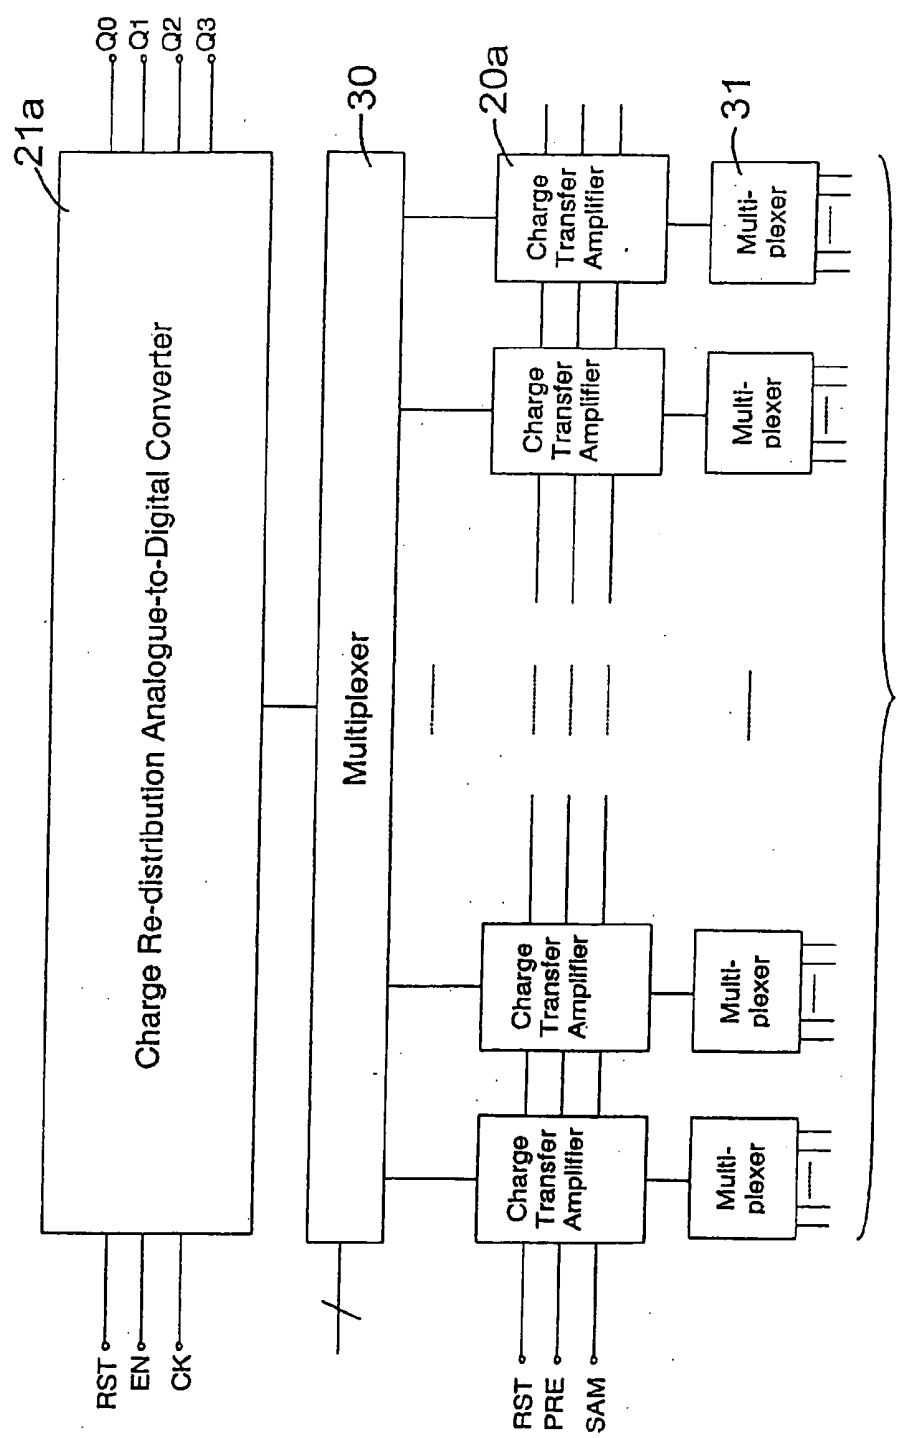 21a
Q0
Q1
Q2
Q3
Charge Re-distribution Analogue-to-Digital Converter
RST
EN
CK
30
Multiplexer
20a
Charge
Transfer
Amplifier
Charge
Transfer
Amplifier
Charge
Transfer
Amplifier
Charge
Transfer
Amplifier
RST
PRE
SAM
31
Multi-
plexer
Multi-
plexer
Multi-
plexer
Multi-
plexer